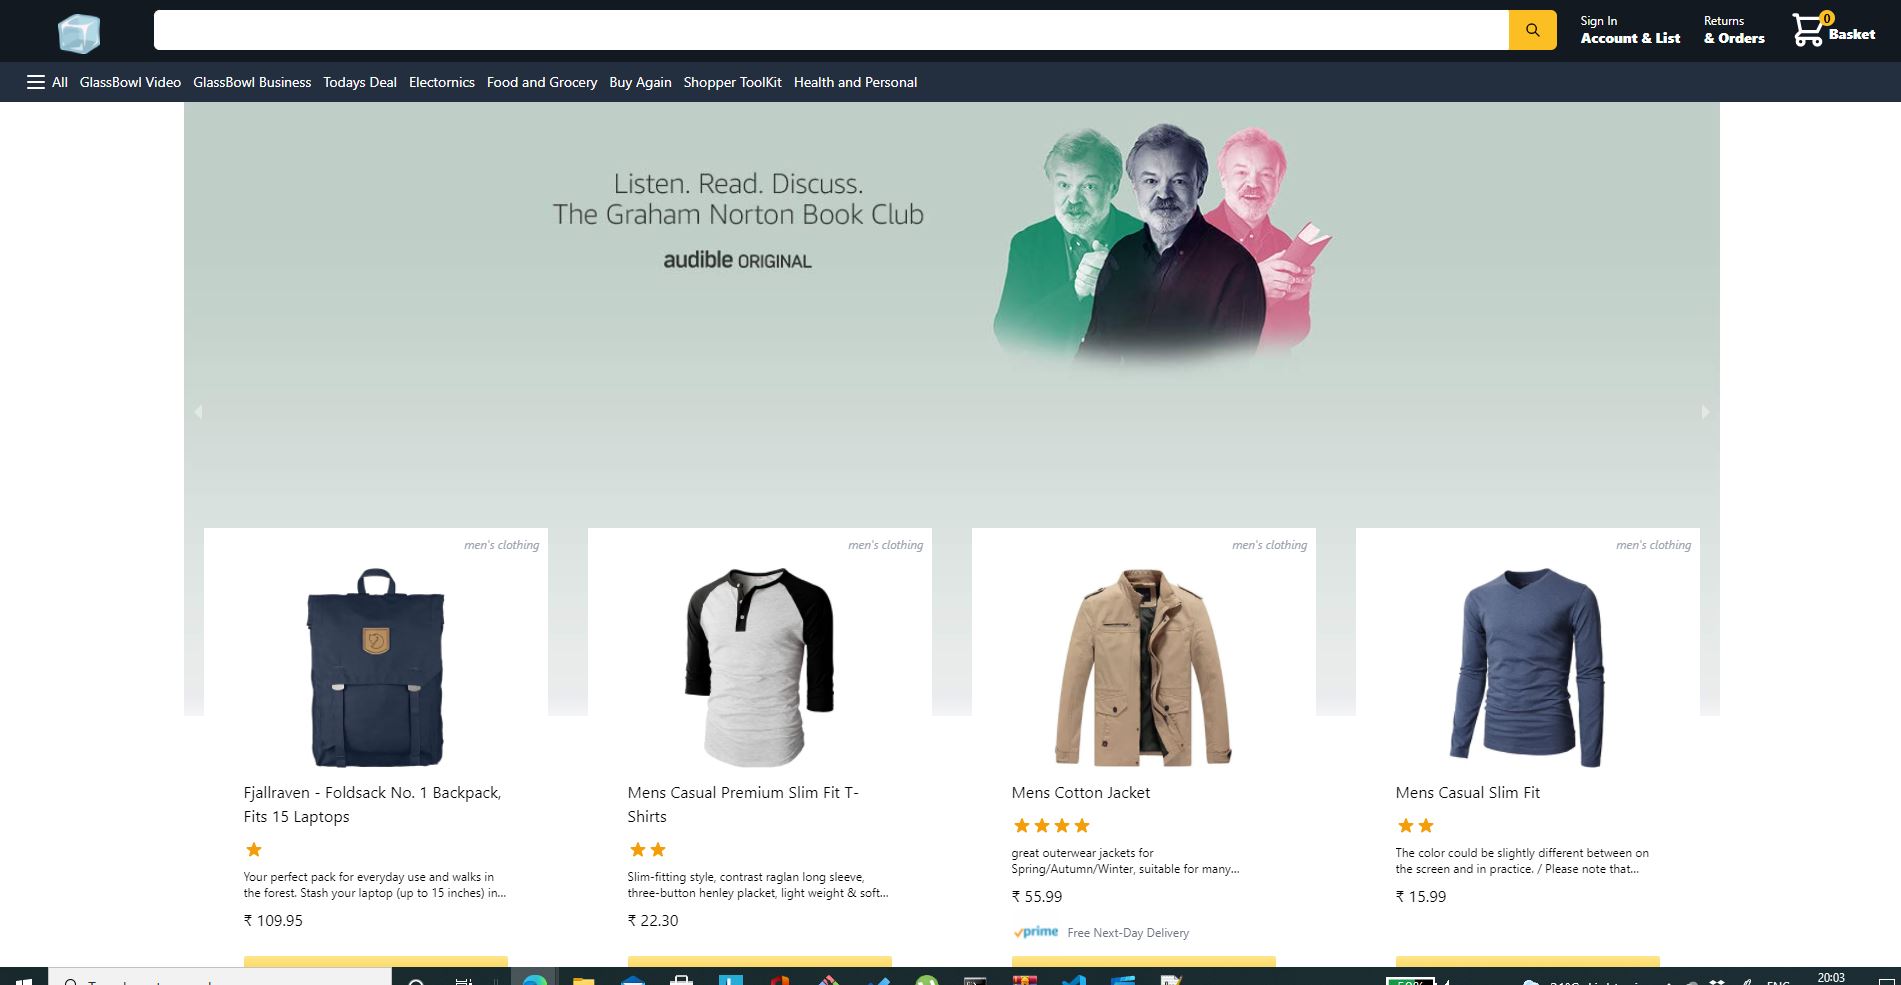 Sign In
Account & List
Returns
& Orders
0
Basket
All GlassBowl Video GlassBowl Business Todays Deal Electornics Food and Grocery Buy Again Shopper ToolKit Health and Personal
Listen. Read. Discuss.
The Graham Norton Book Club
audible ORIGINAL
men's clothing
Fjallraven - Foldsack No. 1 Backpack,
Fits 15 Laptops
Your perfect pack for everyday use and walks in
the forest. Stash your laptop (up to 15 inches) in...
₹ 109.95
men's clothing
Mens Casual Premium Slim Fit T-
Shirts
Slim-fitting style, contrast raglan long sleeve,
three-button henley placket, light weight & soft...
₹ 22.30
men's clothing
Mens Cotton Jacket
great outerwear jackets for
Spring/Autumn/Winter, suitable for many...
₹ 55.99
prime Free Next-Day Delivery
men's clothing
Mens Casual Slim Fit
The color could be slightly different between on
the screen and in practice. / Please note that...
₹ 15.99
20:03